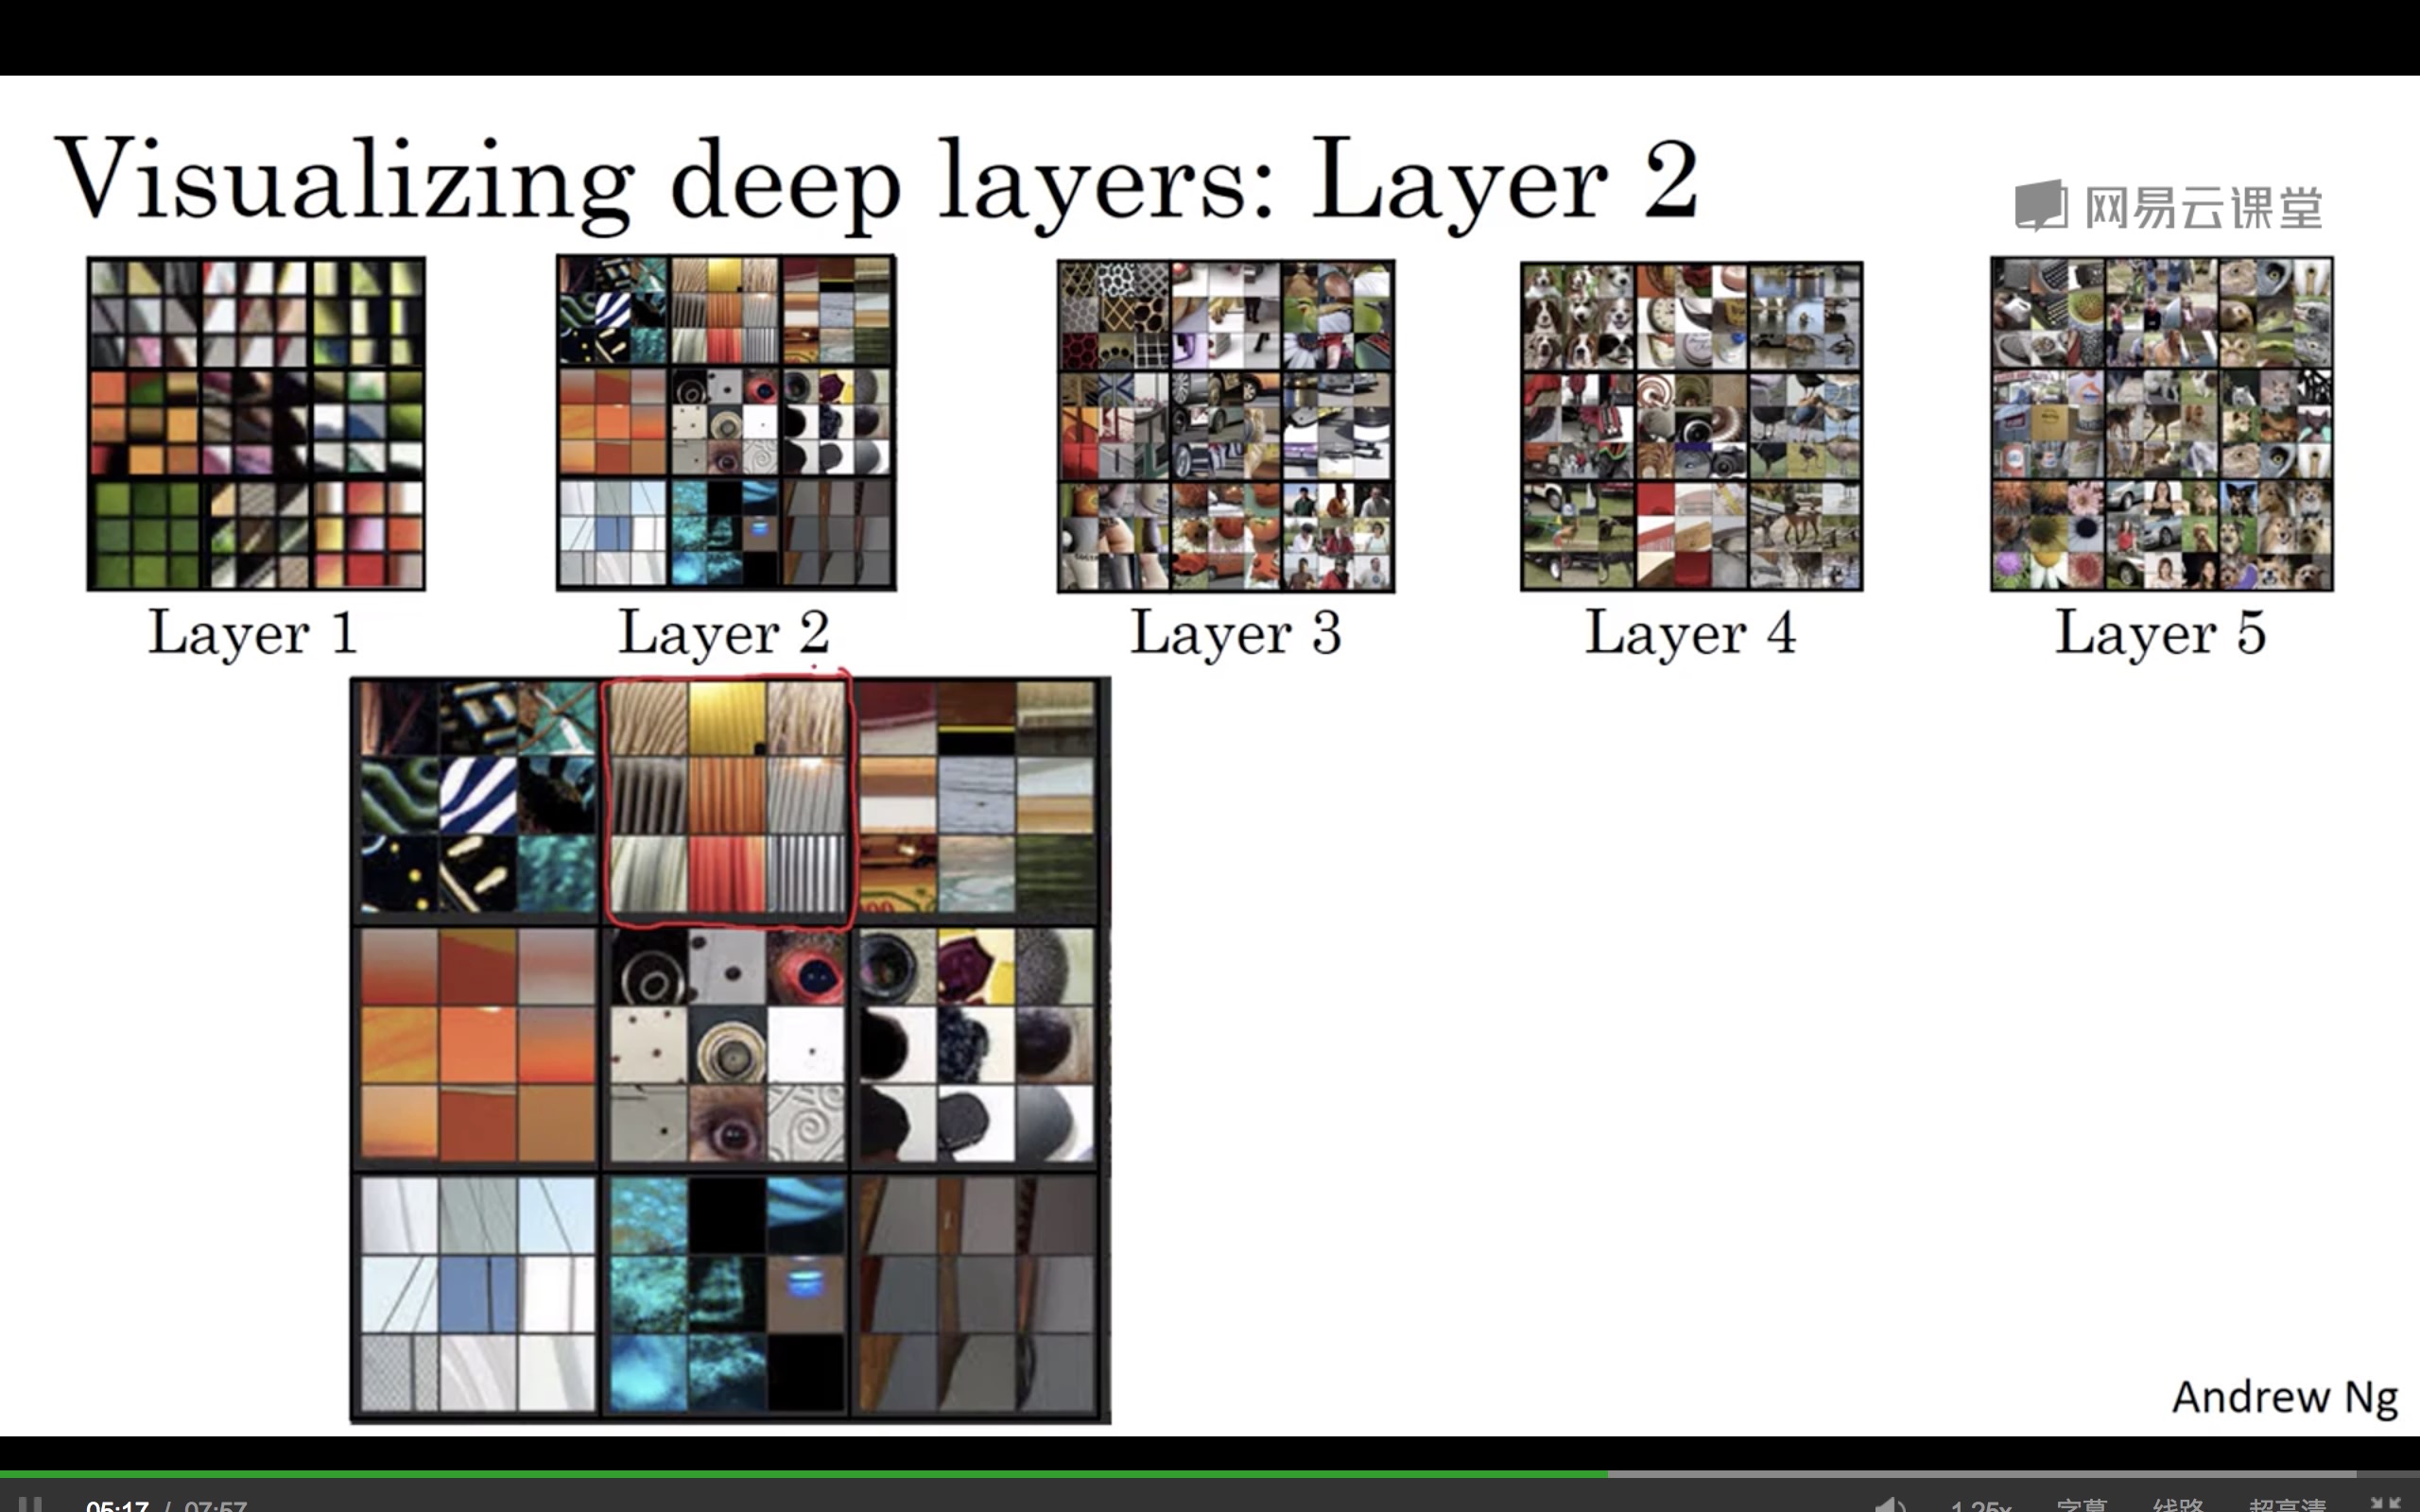 Visualizing deep layers: Layer 2
网易云课堂
Layer 1
Layer 2
Layer 3
Layer 4
Layer 5
Andrew Ng
05:17 / 07:57
1.25x 字幕 线路 超高清